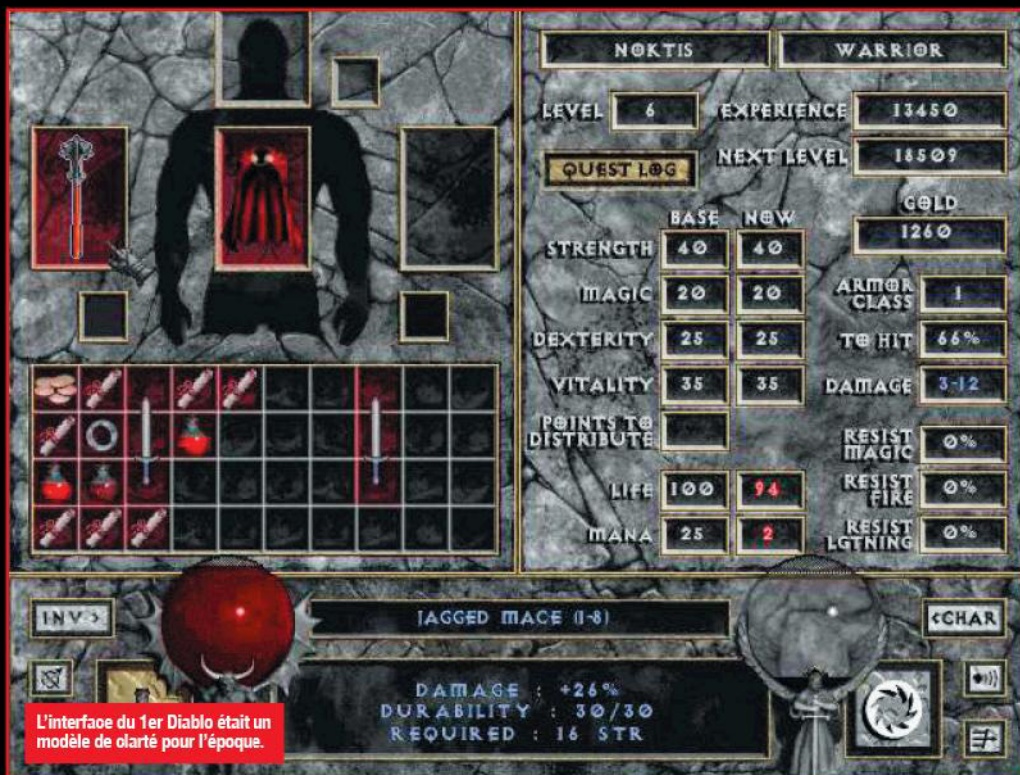 NOKTIS
WARRIOR
LEVEL 6
EXPERIENCE 13450
QUEST LOG
NEXT LEVEL 18509
GOLD
1260
BASE NOW
STRENGTH 40 40
MAGIC 20 20
DEXTERITY 25 25
VITALITY 35 35
POINTS TO
DISTRIBUTE
LIFE 100 94
MANA 25 2
ARMOR
CLASS 1
TO HIT 66%
DAMAGE 3-12
RESIST
MAGIC 0%
RESIST
FIRE 0%
RESIST
LGTNING 0%
INV >
JAGGED MACE (1-8)
<CHAR
DAMAGE : +26%
DURABILITY : 30/30
REQUIRED : 16 STR
L'interfaoe du 1er Diablo était un
modèle de olarté pour l'époque.